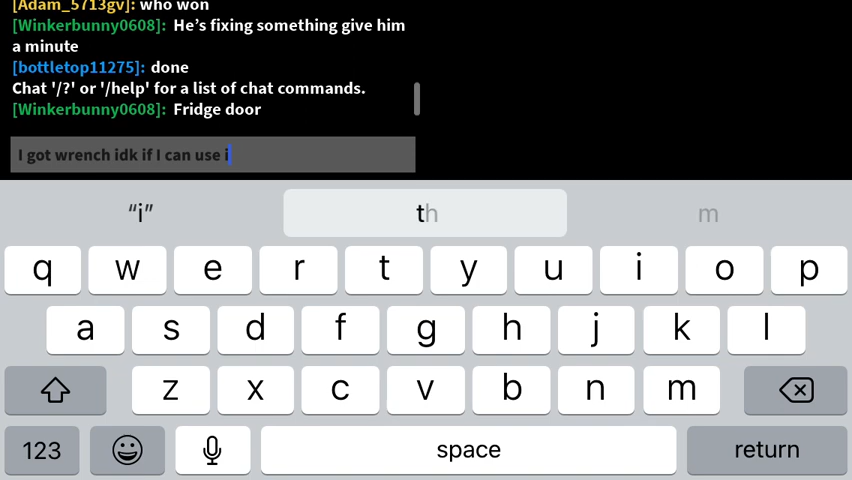 [Adam_5713gv]: who won
[Winkerbunny0608]: He's fixing something give him
a minute
[bottletop11275]: done
Chat '/?' or '/help' for a list of chat commands.
[Winkerbunny0608]: Fridge door
I got wrench idk if I can use i
“i” th m
q w e r t y u i o p
a s d f g h j k l
z x c v b n m
123 space return